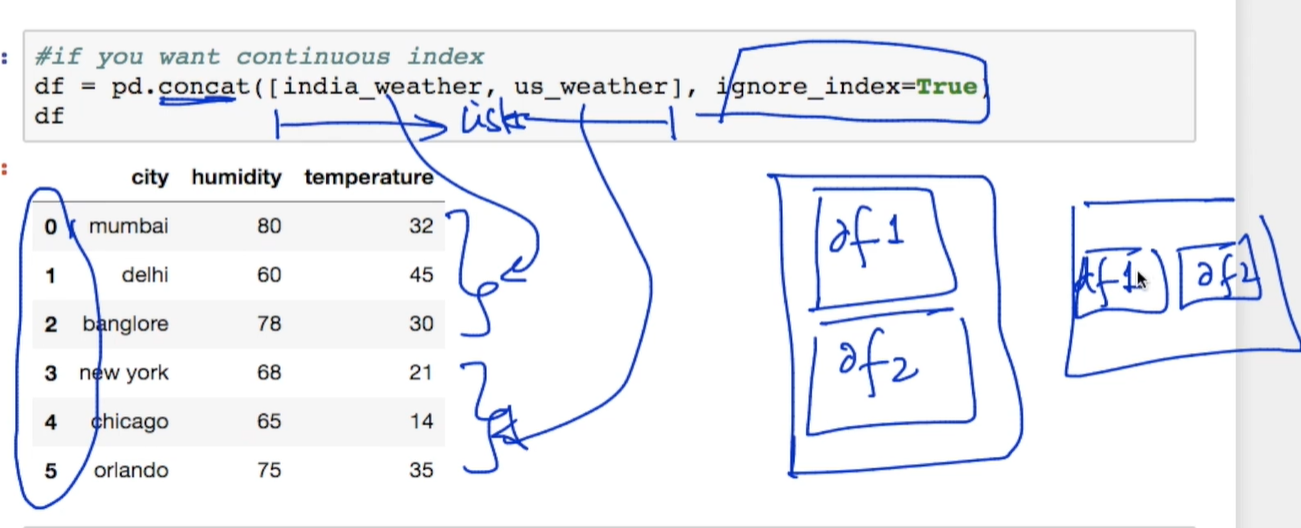 #if you want continuous index
df = pd.concat([india_weather, us_weather], ignore_index=True)
df
List
city humidity temperature
0 mumbai 80 32
1 delhi 60 45
2 banglore 78 30
3 new york 68 21
4 chicago 65 14
5 orlando 75 35
df1
df2
df1 df2